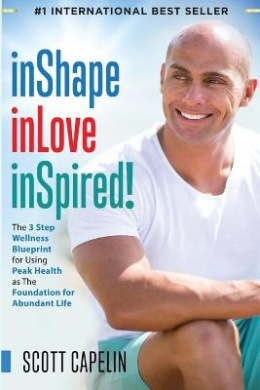 #1 INTERNATIONAL BEST SELLER
inShape
inLove
inSpired!
The 3 Step
Wellness
Blueprint
for Using
Peak Health
as The
Foundation for
Abundant Life
SCOTT CAPELIN